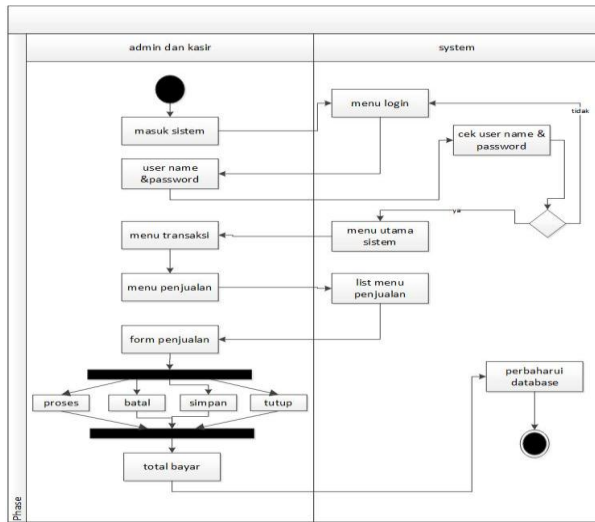 admin dan kasir
system
menu login
tidak
masuk sistem
cek user name &
password
user name
&password
ya
menu transaksi
menu utama
sistem
menu penjualan
list menu
penjualan
form penjualan
perbaharui
database
proses
batal
simpan
tutup
total bayar
Phase